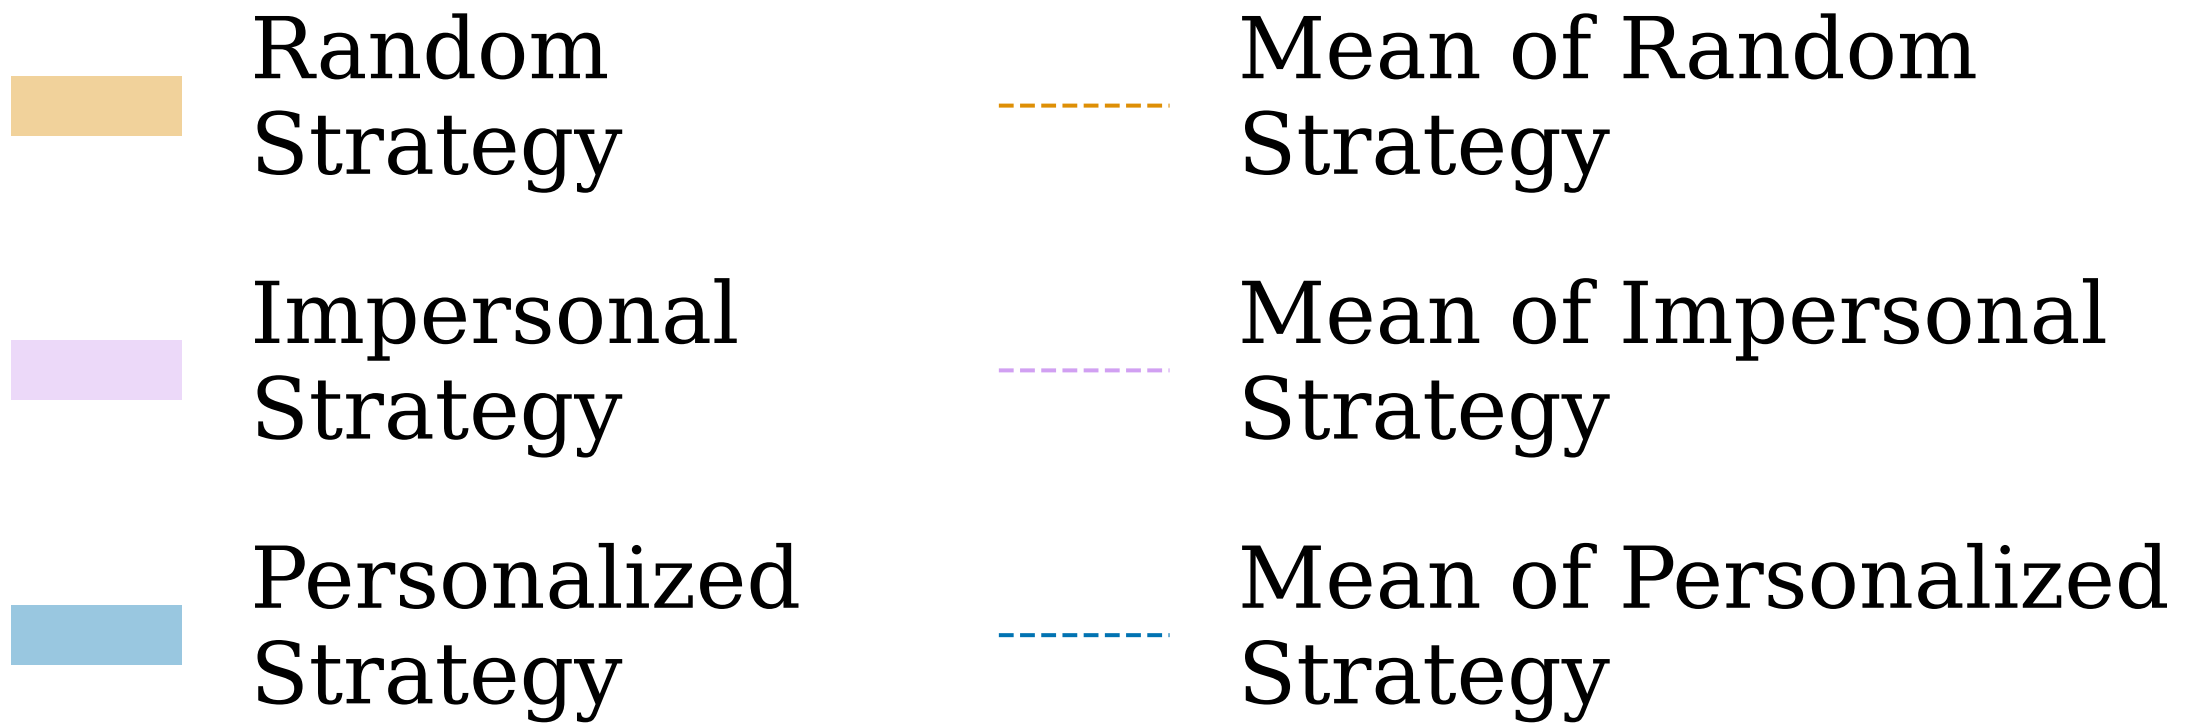 Random
Strategy
Impersonal
Strategy
Personalized
Strategy
Mean of Random
Strategy
Mean of Impersonal
Strategy
Mean of Personalized
Strategy